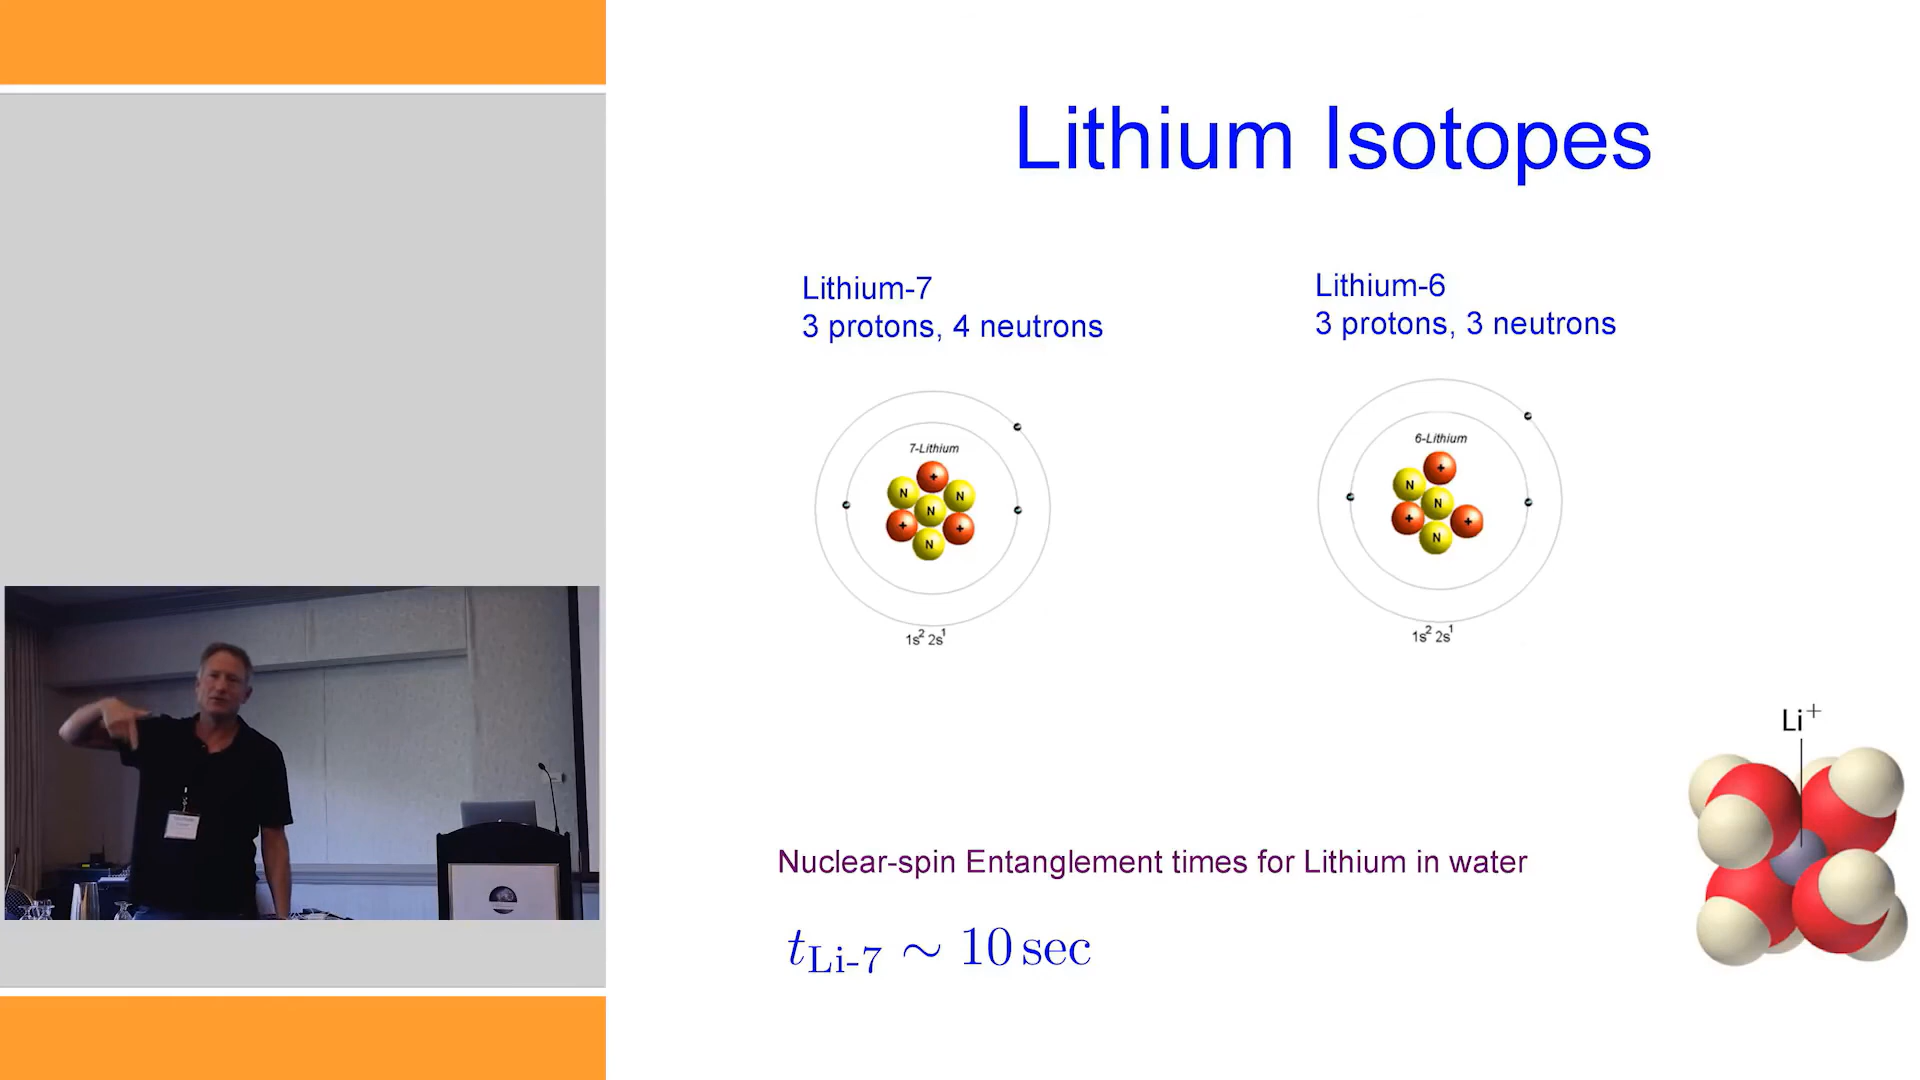 Lithium Isotopes
Lithium-7
3 protons, 4 neutrons
Lithium-6
3 protons, 3 neutrons
7-Lithium
+
N
N
N
+
+
N
1s² 2s¹
6-Lithium
+
N
N
+
+
N
1s² 2s¹
Li⁺
Nuclear-spin Entanglement times for Lithium in water
t_Li-7 ~ 10 sec